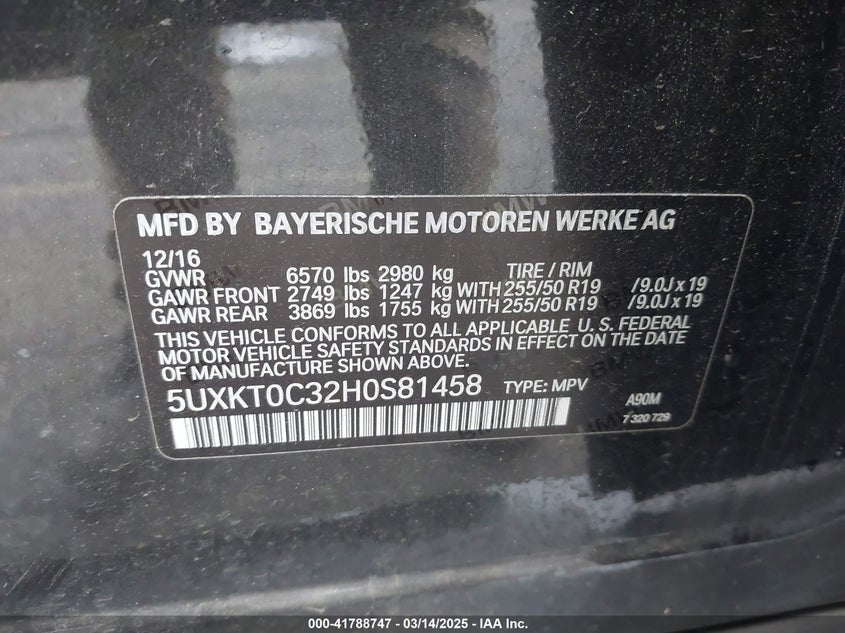 MFD BY BAYERISCHE MOTOREN WERKE AG
12/16
GVWR 6570 lbs 2980 kg TIRE / RIM
GAWR FRONT 2749 lbs 1247 kg WITH 255/50 R19 /9.0J x 19
GAWR REAR 3869 lbs 1755 kg WITH 255/50 R19 /9.0J x 19
THIS VEHICLE CONFORMS TO ALL APPLICABLE U. S. FEDERAL
MOTOR VEHICLE SAFETY STANDARDS IN EFFECT ON THE DATE
OF MANUFACTURE SHOWN ABOVE.
5UXKT0C32H0S81458 TYPE: MPV A90M
7 320 729
000-41788747 - 03/14/2025 - IAA Inc.